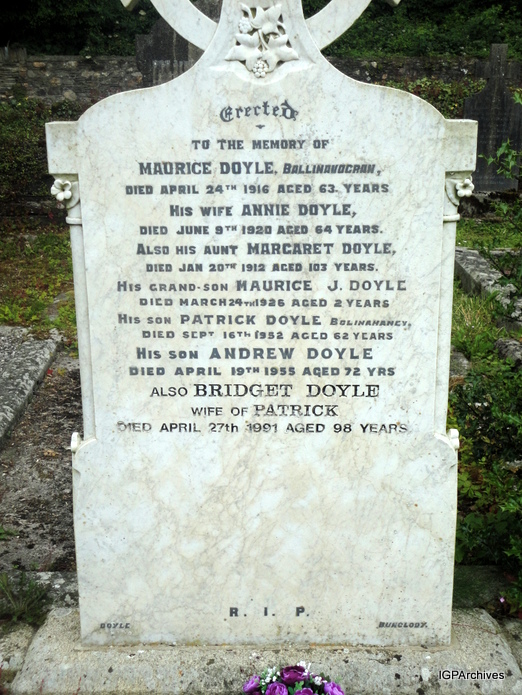 Erected
TO THE MEMORY OF
MAURICE DOYLE, BALLINAVOCRAN,
DIED APRIL 24TH 1916 AGED 63. YEARS
HIS WIFE ANNIE DOYLE,
DIED JUNE 9TH 1920 AGED 64 YEARS.
ALSO HIS AUNT MARGARET DOYLE,
DIED JAN 20TH 1912 AGED 103 YEARS.
HIS GRAND-SON MAURICE J. DOYLE
DIED MARCH 24TH 1926 AGED 2 YEARS
HIS SON PATRICK DOYLE BOLINAHANEY,
DIED SEPT 16TH 1952 AGED 62 YEARS
HIS SON ANDREW DOYLE
DIED APRIL 19TH 1955 AGED 72 YRS
ALSO BRIDGET DOYLE
WIFE OF PATRICK
DIED APRIL 27th 1991 AGED 98 YEARS
R. I. P.
DOYLE BUNCLODY.
IGPArchives